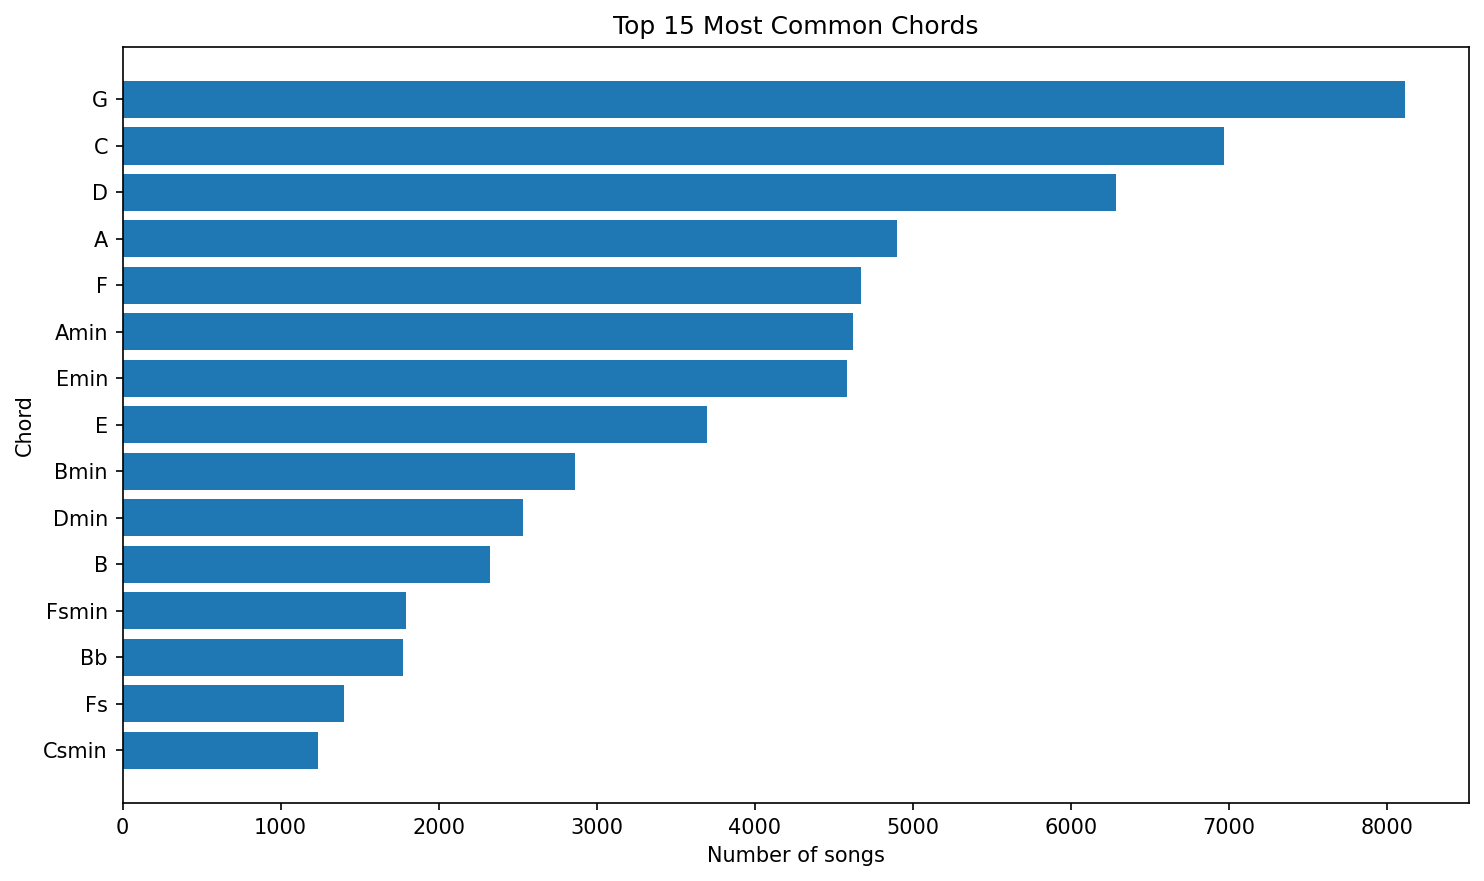 Top 15 Most Common Chords
Chord
G
C
D
A
F
Amin
Emin
E
Bmin
Dmin
B
Fsmin
Bb
Fs
Csmin
0 1000 2000 3000 4000 5000 6000 7000 8000
Number of songs